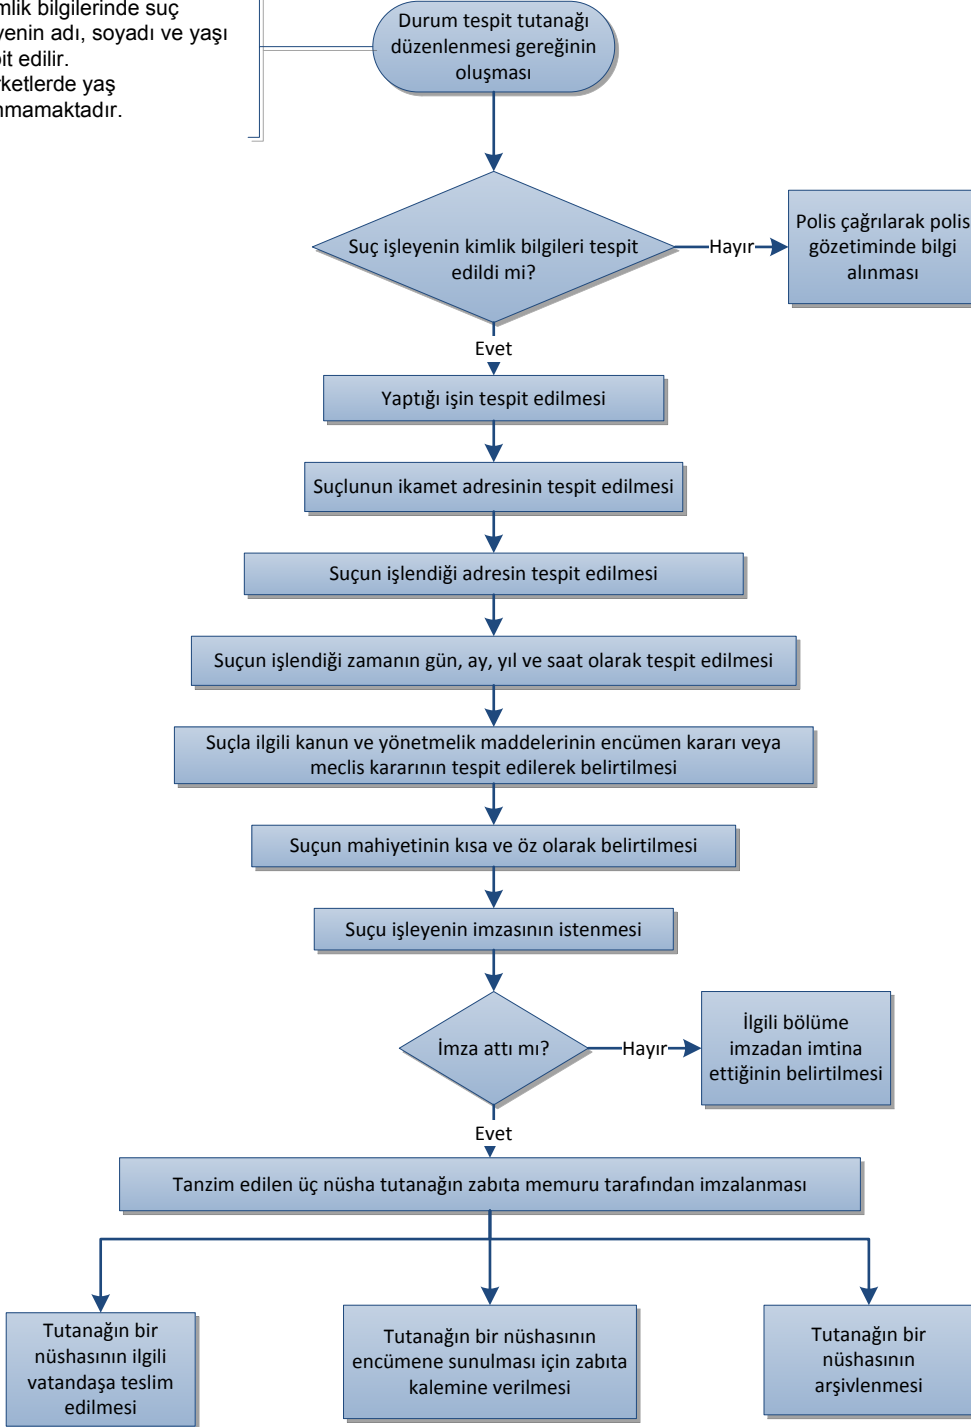 bilgilerinde suç
adı, soyadı ve yaşı
edilir.
yaş
Durum tespit tutanağı
düzenlenmesi gereğinin
oluşması
Suç işleyenin kimlik bilgileri tespit
edildi mi?
Hayır
Polis çağrılarak polis
gözetiminde bilgi
alınması
Evet
Yaptığı işin tespit edilmesi
Suçlunun ikamet adresinin tespit edilmesi
Suçun işlendiği adresin tespit edilmesi
Suçun işlendiği zamanın gün, ay, yıl ve saat olarak tespit edilmesi
Suçla ilgili kanun ve yönetmelik maddelerinin encümen kararı veya
meclis kararının tespit edilerek belirtilmesi
Suçun mahiyetinin kısa ve öz olarak belirtilmesi
Suçu işleyenin imzasının istenmesi
İmza attı mı?
Hayır
İlgili bölüme
imzadan imtina
ettiğinin belirtilmesi
Evet
Tanzim edilen üç nüsha tutanağın zabıta memuru tarafından imzalanması
Tutanağın bir
nüshasının ilgili
vatandaşa teslim
edilmesi
Tutanağın bir nüshasının
encümene sunulması için zabıta
kalemine verilmesi
Tutanağın bir
nüshasının
arşivlenmesi